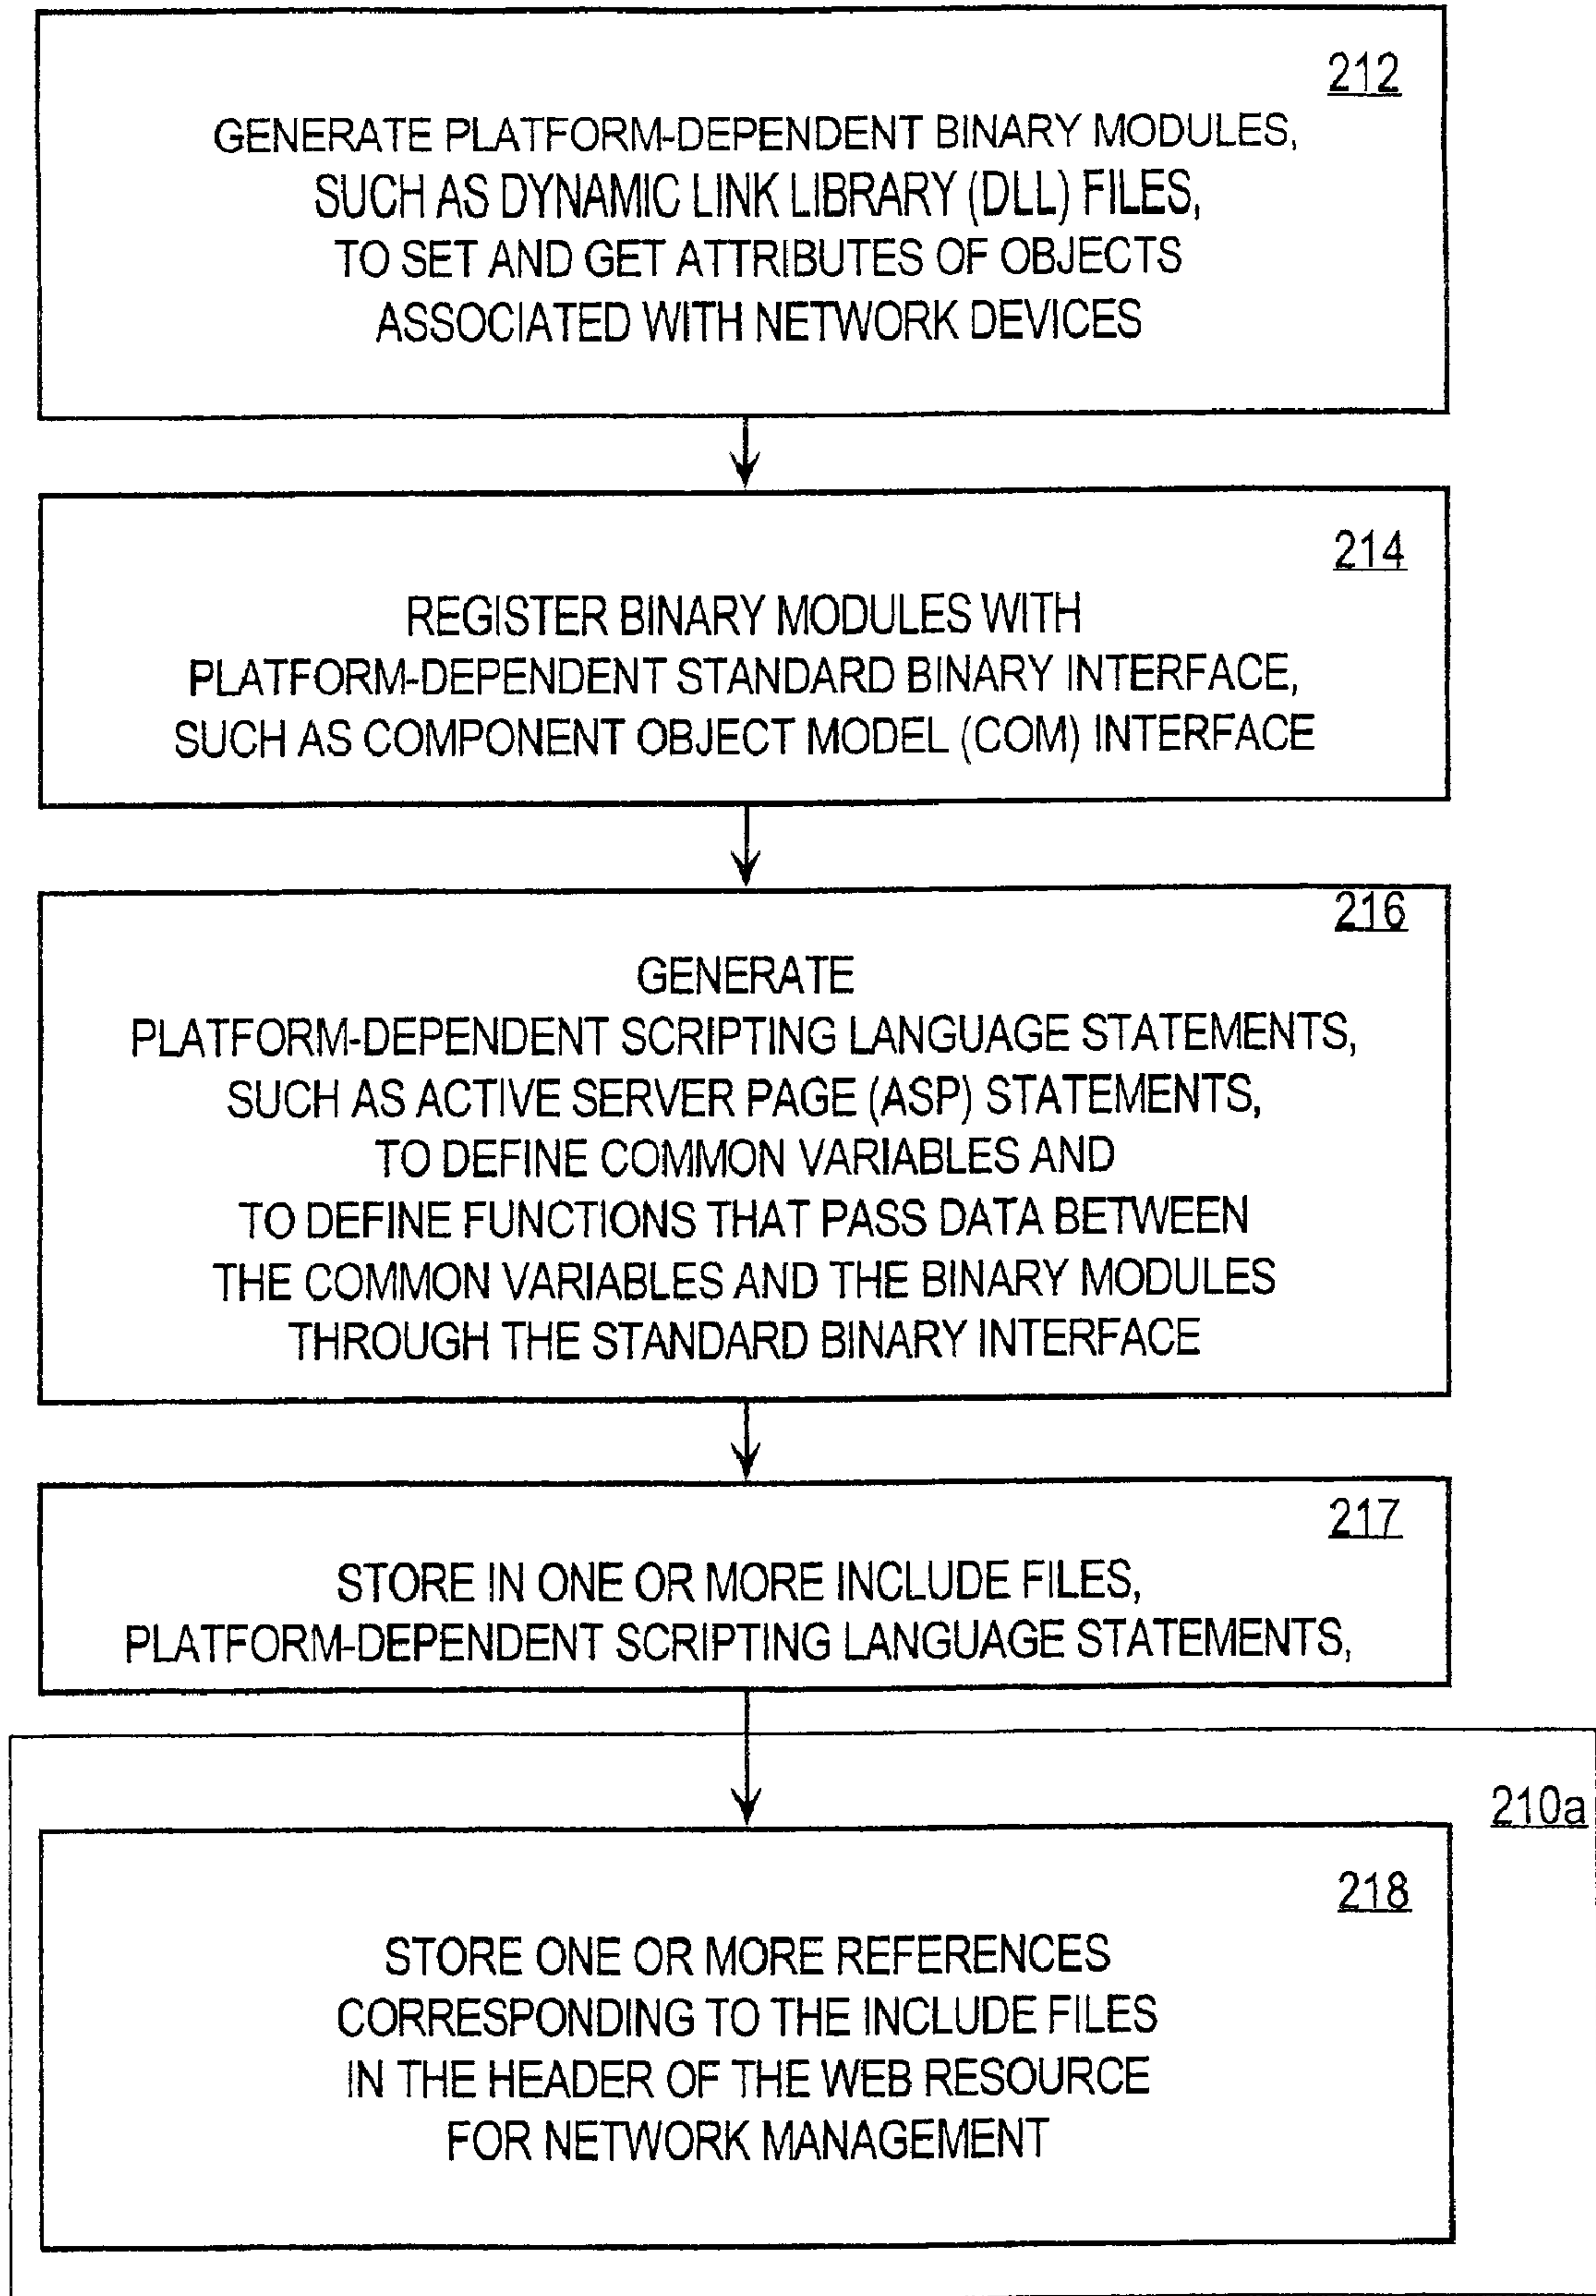 212
GENERATE PLATFORM-DEPENDENT BINARY MODULES,
SUCH AS DYNAMIC LINK LIBRARY (DLL) FILES,
TO SET AND GET ATTRIBUTES OF OBJECTS
ASSOCIATED WITH NETWORK DEVICES
214
REGISTER BINARY MODULES WITH
PLATFORM-DEPENDENT STANDARD BINARY INTERFACE,
SUCH AS COMPONENT OBJECT MODEL (COM) INTERFACE
216
GENERATE
PLATFORM-DEPENDENT SCRIPTING LANGUAGE STATEMENTS,
SUCH AS ACTIVE SERVER PAGE (ASP) STATEMENTS,
TO DEFINE COMMON VARIABLES AND
TO DEFINE FUNCTIONS THAT PASS DATA BETWEEN
THE COMMON VARIABLES AND THE BINARY MODULES
THROUGH THE STANDARD BINARY INTERFACE
217
STORE IN ONE OR MORE INCLUDE FILES,
PLATFORM-DEPENDENT SCRIPTING LANGUAGE STATEMENTS,
210a
218
STORE ONE OR MORE REFERENCES
CORRESPONDING TO THE INCLUDE FILES
IN THE HEADER OF THE WEB RESOURCE
FOR NETWORK MANAGEMENT